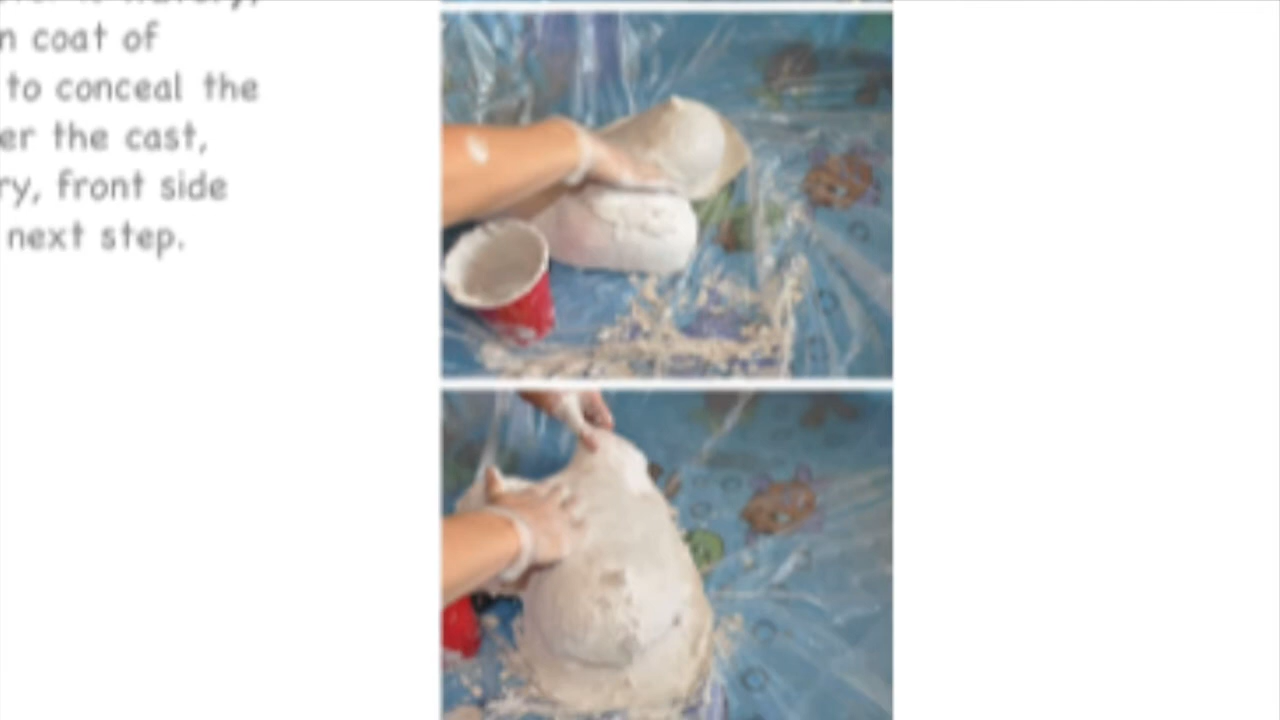 n coat of
to conceal the
er the cast,
ry, front side
next step.